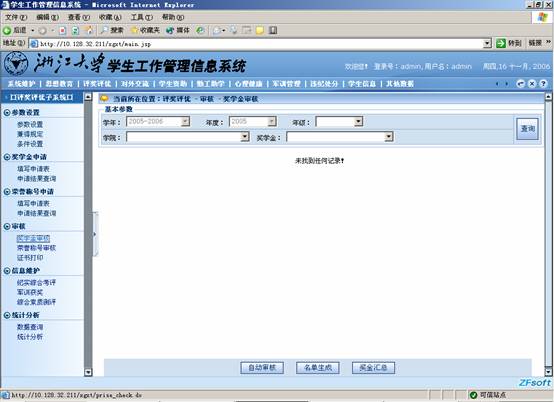 学生工作管理信息系统 - Microsoft Internet Explorer
文件(F) 编辑(E) 查看(V) 收藏(A) 工具(T) 帮助(H)
后退 搜索 收藏夹 媒体
地址(D) http://10.128.32.211/xgxt/main.jsp 转到 链接 »
浙江大学 学生工作管理信息系统
欢迎您! 登录号:admin,用户名:admin 周四,16 十一月, 2006
系统维护 | 思想教育 | 评奖评优 | 对外交流 | 学生资助 | 勤工助学 | 心理健康 | 军训管理 | 违纪处分 | 学生信息 | 其他数据
口评奖评优子系统口
当前所在位置:评奖评优 - 审核 - 奖学金审核
参数设置
参数设置
兼得规定
条件设置
奖学金申请
填写申请表
申请结果查询
荣誉称号申请
填写申请表
申请结果查询
审核
奖学金审核
荣誉称号审核
证书打印
信息维护
纪实综合考评
军训获奖
综合素质测评
统计分析
数据查询
统计分析
基本参数
学年: 2005-2006 年度: 2005 年级:
学院: 奖学金:
查询
未找到任何记录!
自动审核 名单生成 奖金汇总
ZFsoft
http://10.128.32.211/xgxt/prise_check.do 可信站点